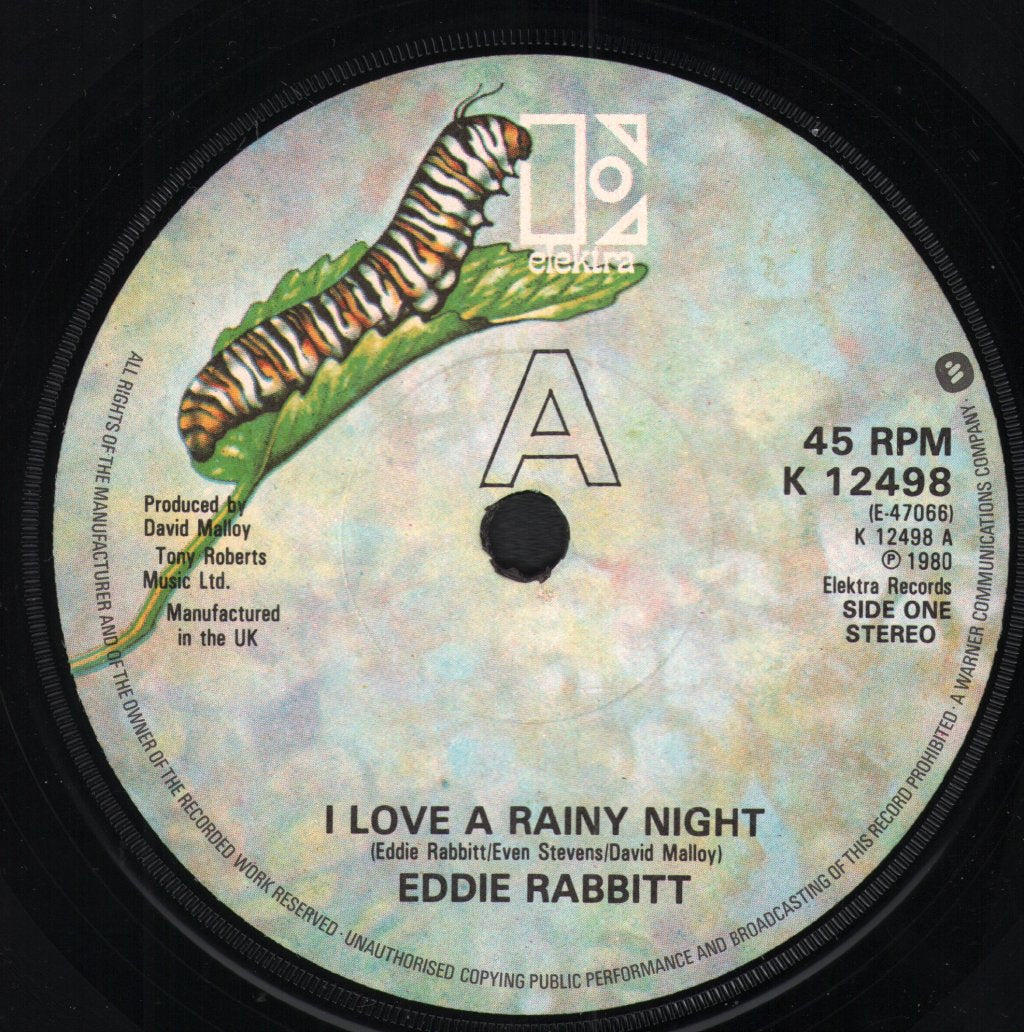 elektra
A
45 RPM
K 12498
(E-47066)
K 12498 A
℗ 1980
Elektra Records
SIDE ONE
STEREO
Produced by
David Malloy
Tony Roberts
Music Ltd.
Manufactured
in the UK
I LOVE A RAINY NIGHT
(Eddie Rabbitt/Even Stevens/David Malloy)
EDDIE RABBITT
ALL RIGHTS OF THE MANUFACTURER AND OF THE OWNER OF THE RECORDED WORK RESERVED · UNAUTHORISED COPYING PUBLIC PERFORMANCE AND BROADCASTING OF THIS RECORD PROHIBITED · A WARNER COMMUNICATIONS COMPANY ·